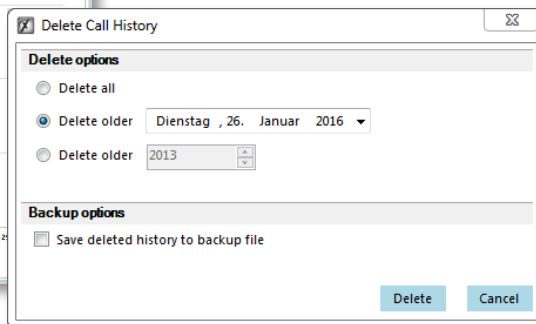 Delete Call History
Delete options
Delete all
Delete older Dienstag , 26. Januar 2016
Delete older 2013
Backup options
Save deleted history to backup file
Delete Cancel